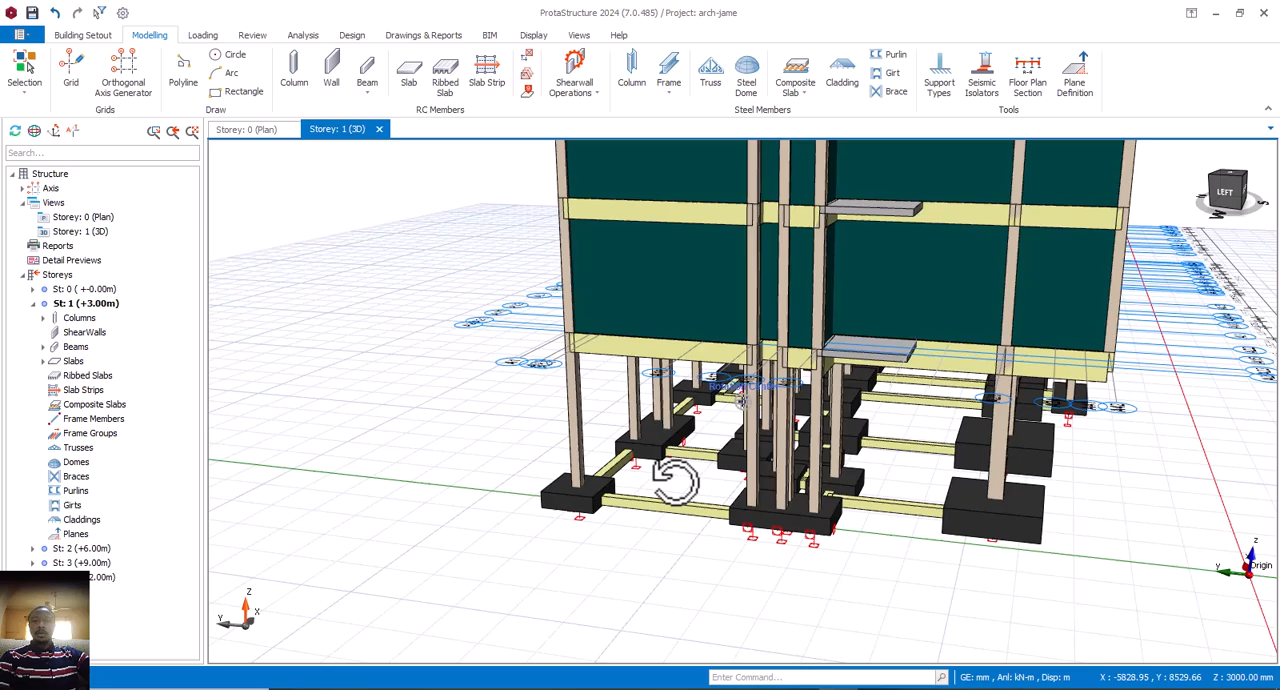 ProtaStructure 2024 (7.0.485) / Project: arch-jame
Building Setout Modelling Loading Review Analysis Design Drawings & Reports BIM Display Views Help
Selection
Grid
Orthogonal
Axis Generator
Grids
Polyline
Circle
Arc
Rectangle
Draw
Column
Wall
Beam
Slab
Ribbed
Slab
Slab Strip
Shearwall
Operations
RC Members
Column
Frame
Truss
Steel
Dome
Composite
Slab
Cladding
Purlin
Girt
Brace
Steel Members
Support
Types
Seismic
Isolators
Floor Plan
Section
Plane
Definition
Tools
Storey: 0 (Plan)
Storey: 1 (3D)
Search...
Structure
Axis
Views
Storey: 0 (Plan)
Storey: 1 (3D)
Reports
Detail Previews
Storeys
St: 0 ( +-0.00m)
St: 1 (+3.00m)
Columns
ShearWalls
Beams
Slabs
Ribbed Slabs
Slab Strips
Composite Slabs
Frame Members
Frame Groups
Trusses
Domes
Braces
Purlins
Girts
Claddings
Planes
St: 2 (+6.00m)
St: 3 (+9.00m)
2.00m)
LEFT
W
S
z
y
Origin
Z
Y
X
Enter Command...
GE: mm , Anl: kN-m , Disp: m
X : -5828.95 , Y : 8529.66
Z : 3000.00 mm